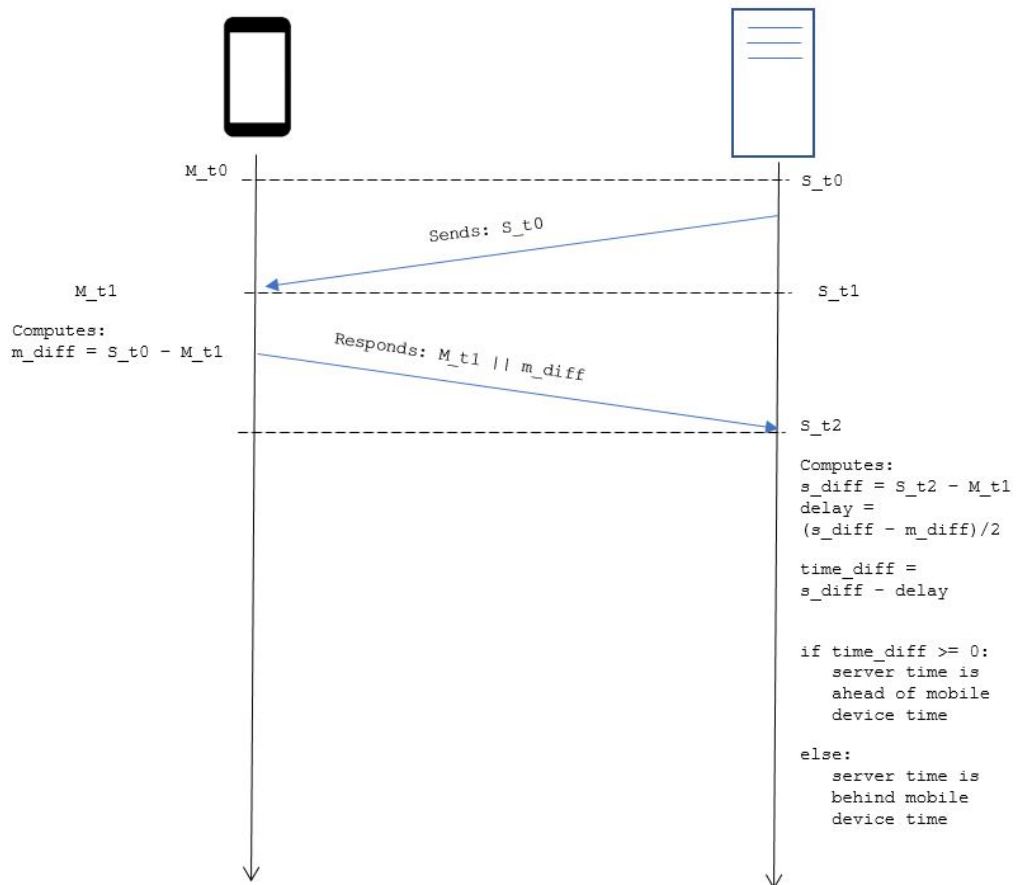 M_t0
S_t0
Sends: S_t0
M_t1
S_t1
Computes:
m_diff = S_t0 - M_t1
Responds: M_t1 || m_diff
S_t2
Computes:
s_diff = S_t2 - M_t1
delay =
(s_diff - m_diff)/2
time_diff =
s_diff - delay
if time_diff >= 0:
server time is
ahead of mobile
device time
else:
server time is
behind mobile
device time